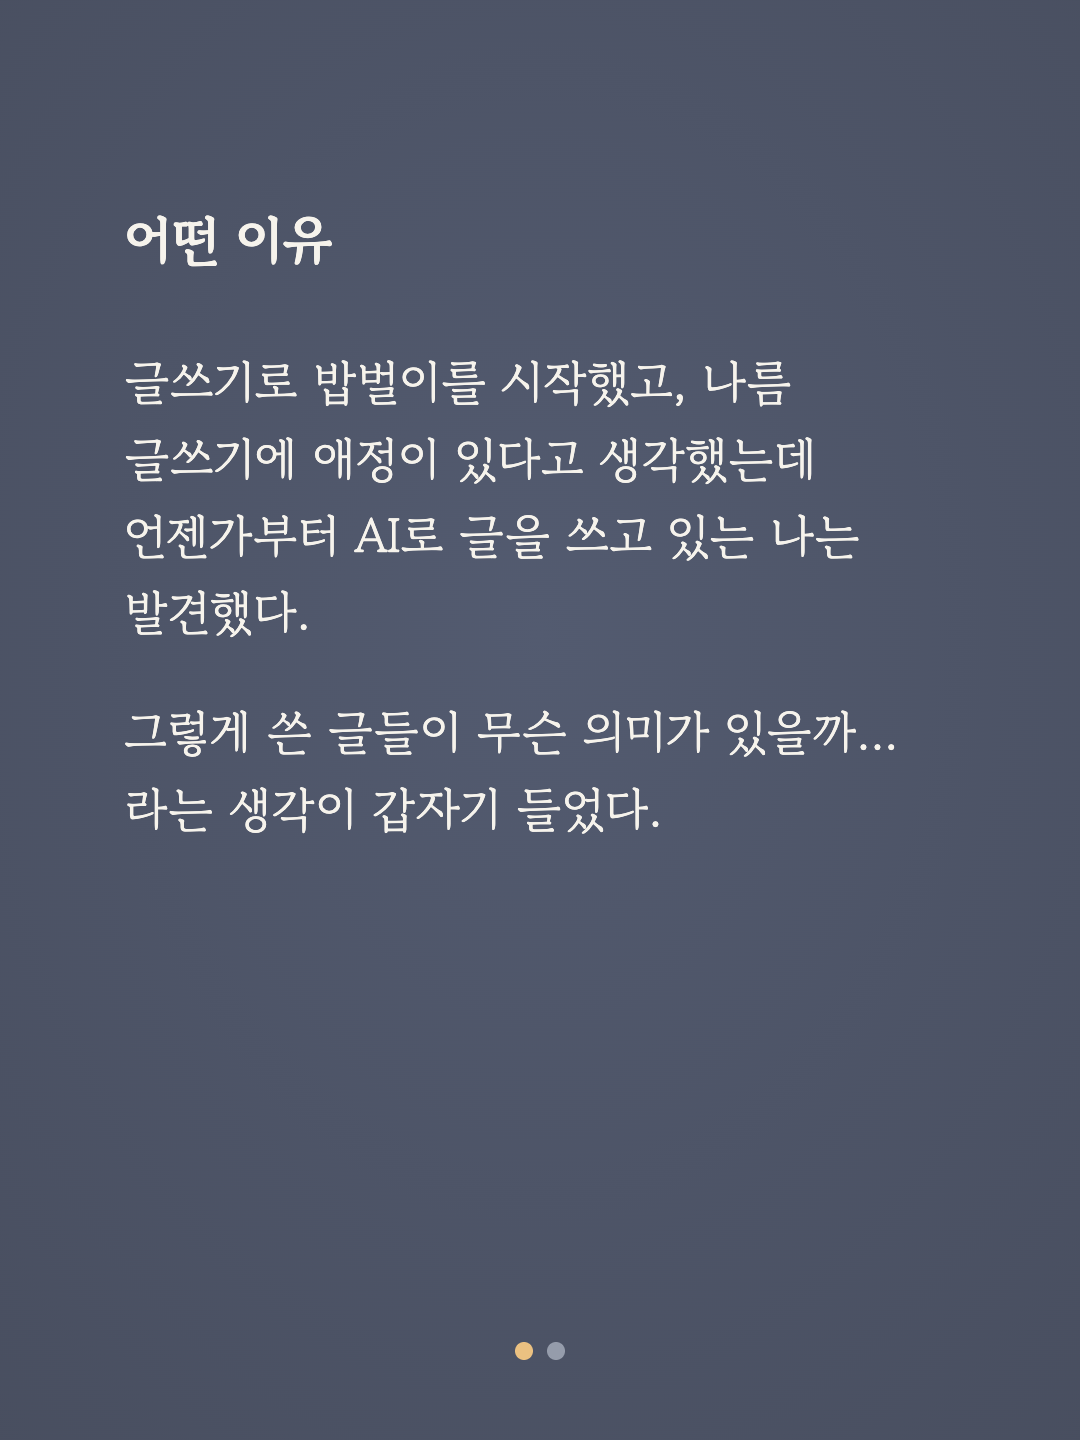 어떤 이유
글쓰기로 밥벌이를 시작했고, 나름
글쓰기에 애정이 있다고 생각했는데
언젠가부터 AI로 글을 쓰고 있는 나는
발견했다.
그렇게 쓴 글들이 무슨 의미가 있을까...
라는 생각이 갑자기 들었다.